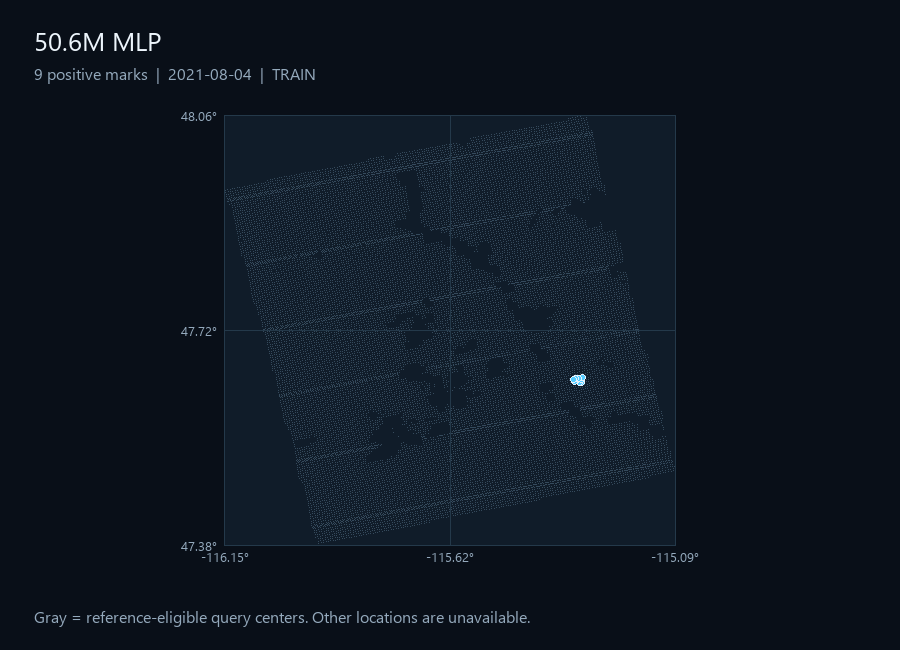 50.6M MLP
9 positive marks | 2021-08-04 | TRAIN
48.06°
47.72°
47.38°
-116.15°
-115.62°
-115.09°
Gray = reference-eligible query centers. Other locations are unavailable.